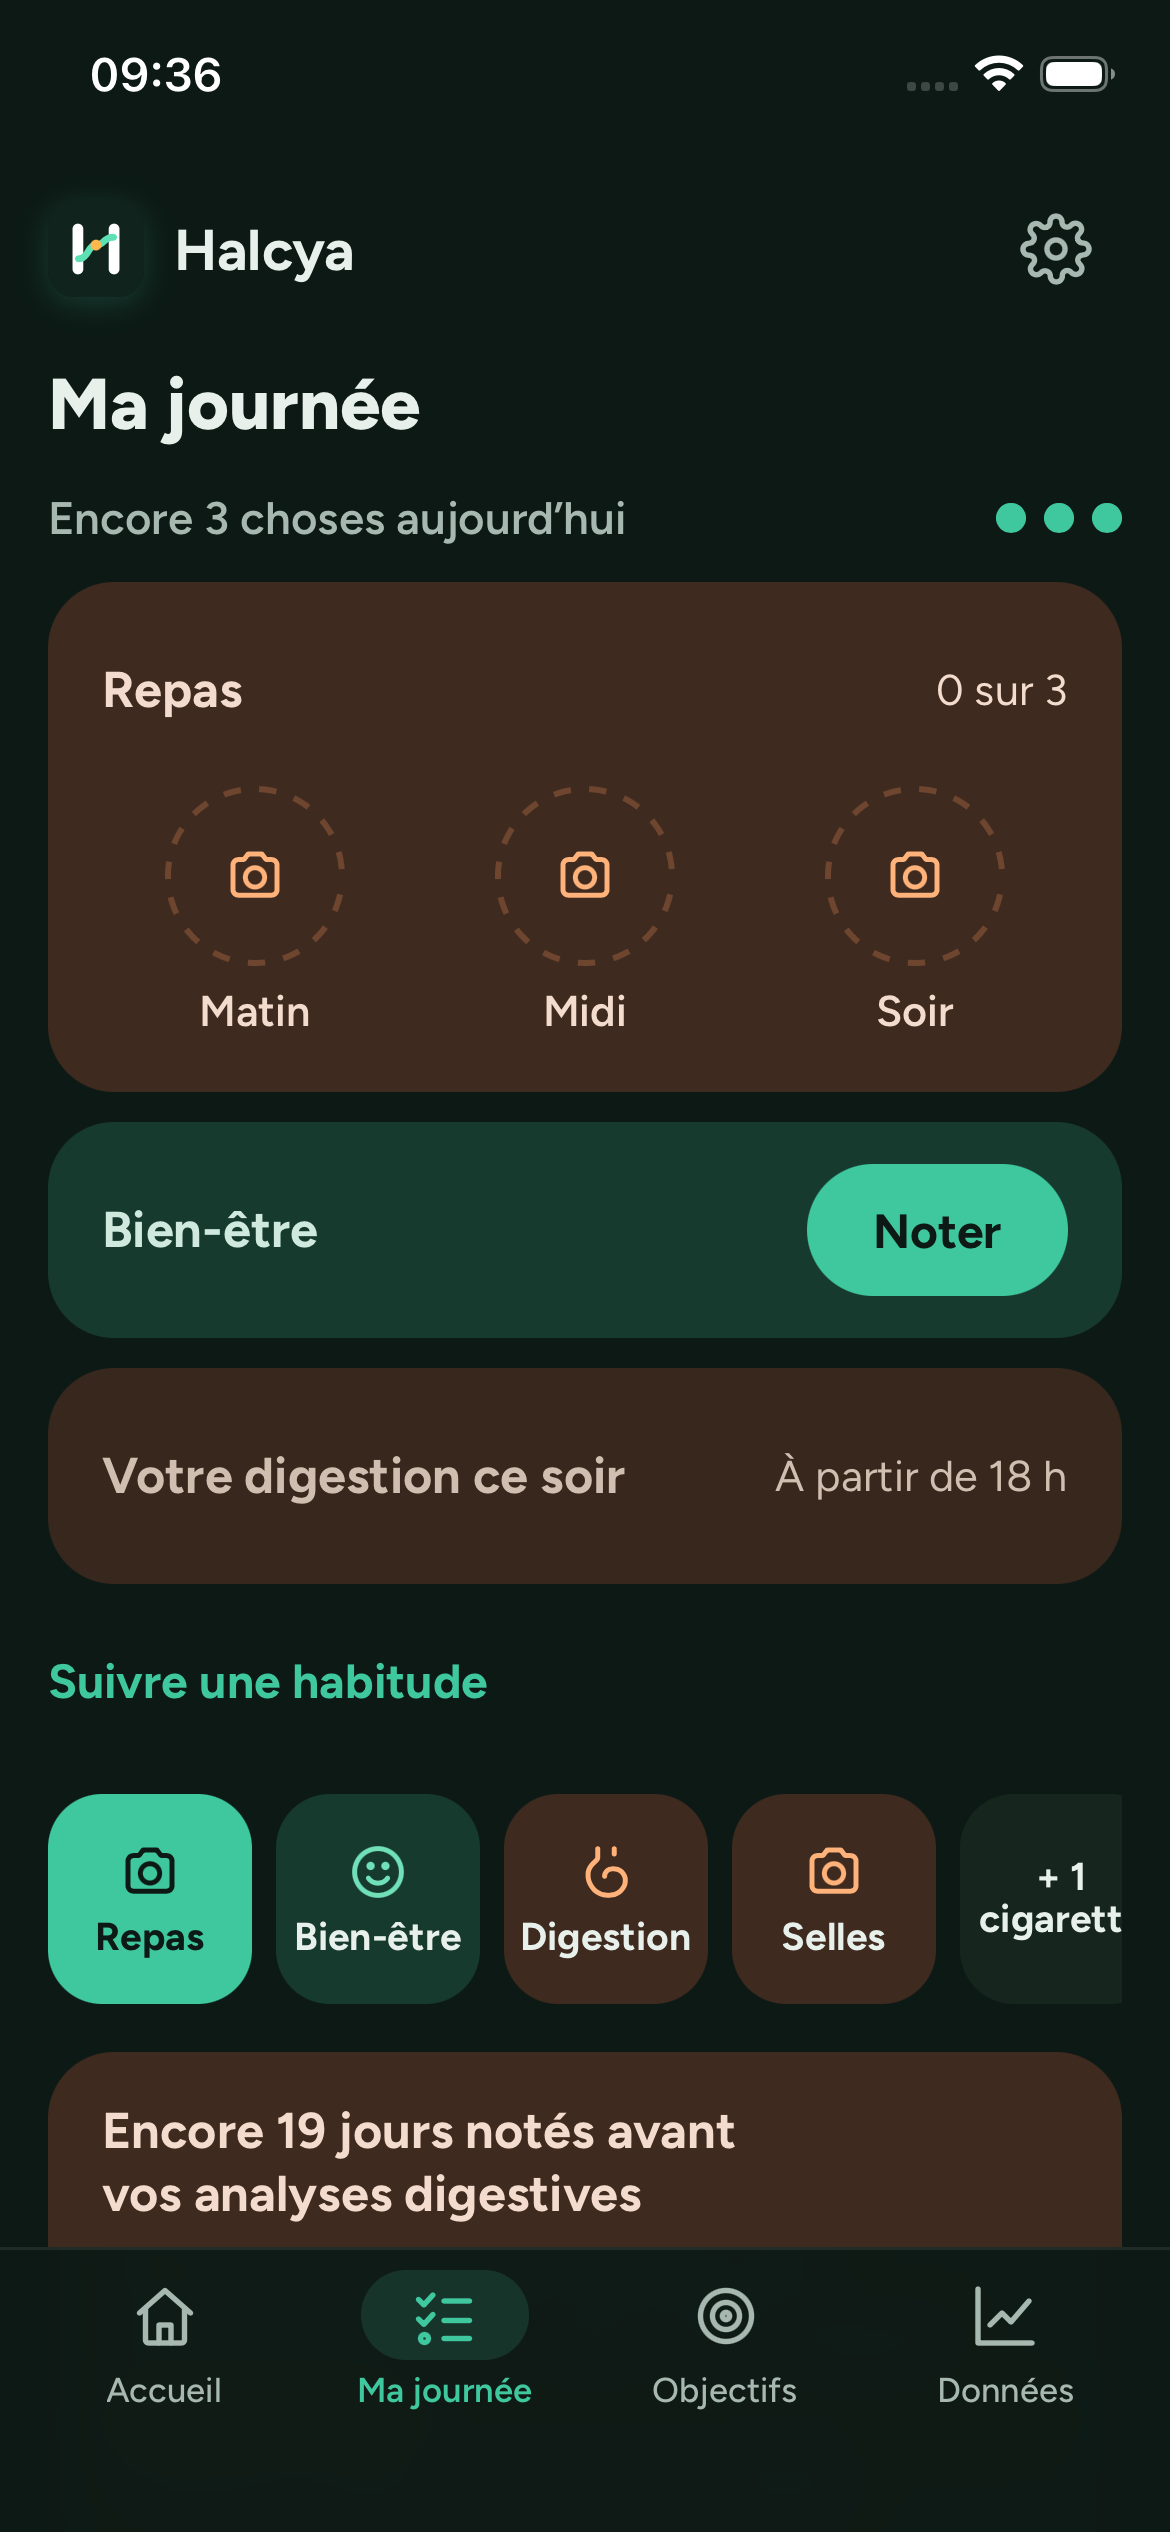 09:36
Halcya
Ma journée
Encore 3 choses aujourd’hui
Repas
0 sur 3
Matin
Midi
Soir
Bien-être
Noter
Votre digestion ce soir
À partir de 18 h
Suivre une habitude
Repas
Bien-être
Digestion
Selles
+ 1
cigarett
Encore 19 jours notés avant
vos analyses digestives
Accueil
Ma journée
Objectifs
Données